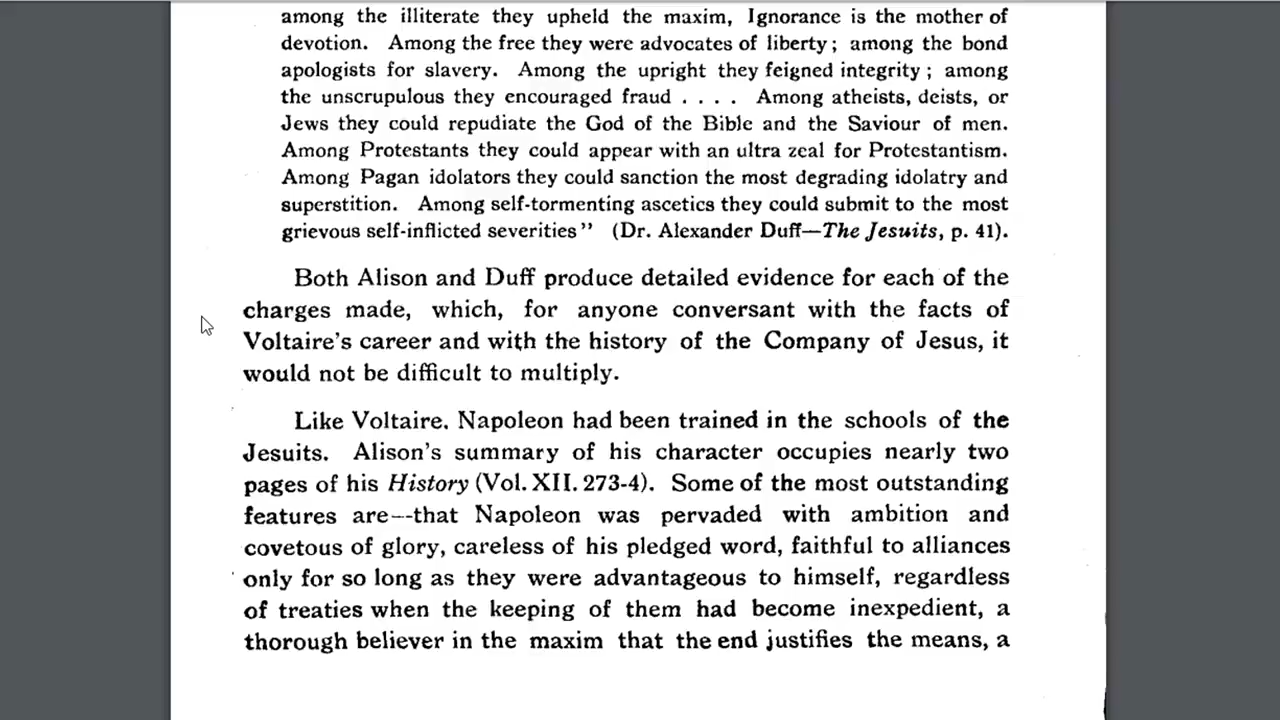 among the illiterate they upheld the maxim, Ignorance is the mother of
devotion. Among the free they were advocates of liberty; among the bond
apologists for slavery. Among the upright they feigned integrity; among
the unscrupulous they encouraged fraud . . . . Among atheists, deists, or
Jews they could repudiate the God of the Bible and the Saviour of men.
Among Protestants they could appear with an ultra zeal for Protestantism.
Among Pagan idolators they could sanction the most degrading idolatry and
superstition. Among self-tormenting ascetics they could submit to the most
grievous self-inflicted severities" (Dr. Alexander Duff—The Jesuits, p. 41).
Both Alison and Duff produce detailed evidence for each of the
charges made, which, for anyone conversant with the facts of
Voltaire's career and with the history of the Company of Jesus, it
would not be difficult to multiply.
Like Voltaire. Napoleon had been trained in the schools of the
Jesuits. Alison's summary of his character occupies nearly two
pages of his History (Vol. XII. 273-4). Some of the most outstanding
features are--that Napoleon was pervaded with ambition and
covetous of glory, careless of his pledged word, faithful to alliances
only for so long as they were advantageous to himself, regardless
of treaties when the keeping of them had become inexpedient, a
thorough believer in the maxim that the end justifies the means, a